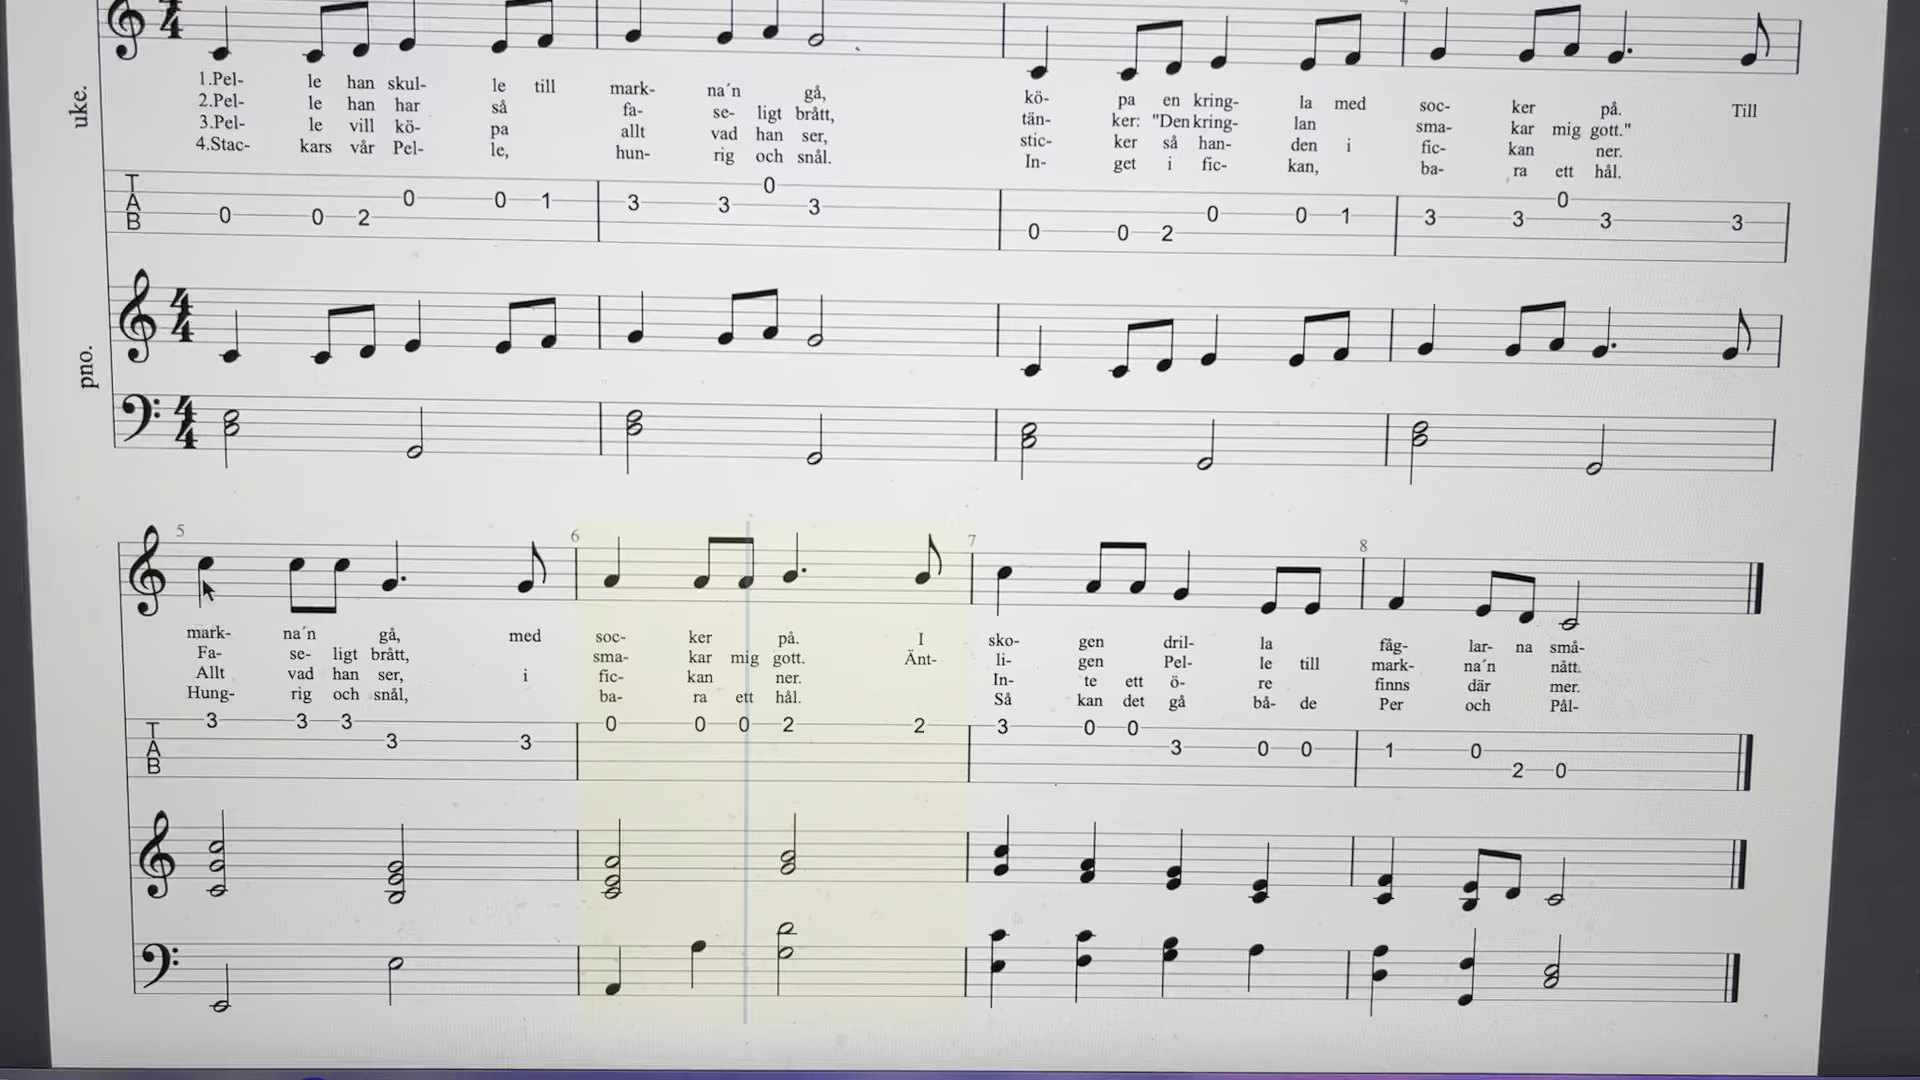 4
4
4
uke.
1.Pel- le han skul- le till mark- na´n gå, kö- pa en kring- la med soc- ker på. Till
2.Pel- le han har så fa- se- ligt brått, tän- ker: "Den kring- lan sma- kar mig gott."
3.Pel- le vill kö- pa allt vad han ser, stic- ker så han- den i fic- kan ner.
4.Stac- kars vår Pel- le, hun- rig och snål. In- get i fic- kan, ba- ra ett hål.
T
A
B
0 0 2 0 0 1 3 3 0 3 0 0 2 0 0 1 3 3 0 3 3
pno.
4
4
4
4
5 6 7 8
mark- na´n gå, med soc- ker på. I sko- gen dril- la fåg- lar- na små-
Fa- se- ligt brått, sma- kar mig gott. Änt- li- gen Pel- le till mark- na´n nått.
Allt vad han ser, i fic- kan ner. In- te ett ö- re finns där mer.
Hung- rig och snål, ba- ra ett hål. Så kan det gå bå- de Per och Pål-
T
A
B
3 3 3 3 3 0 0 0 2 2 3 0 0 3 0 0 1 0 2 0